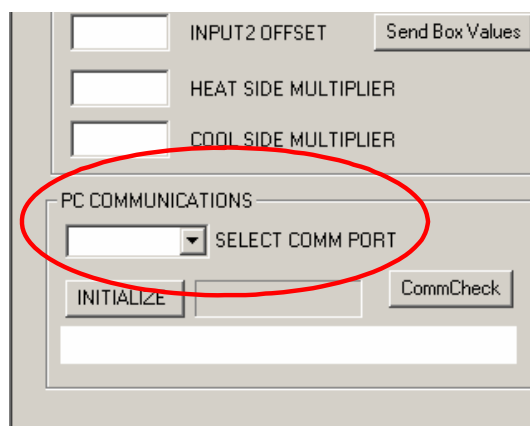 INPUT2 OFFSET Send Box Values
HEAT SIDE MULTIPLIER
COOL SIDE MULTIPLIER
PC COMMUNICATIONS
SELECT COMM PORT
INITIALIZE CommCheck